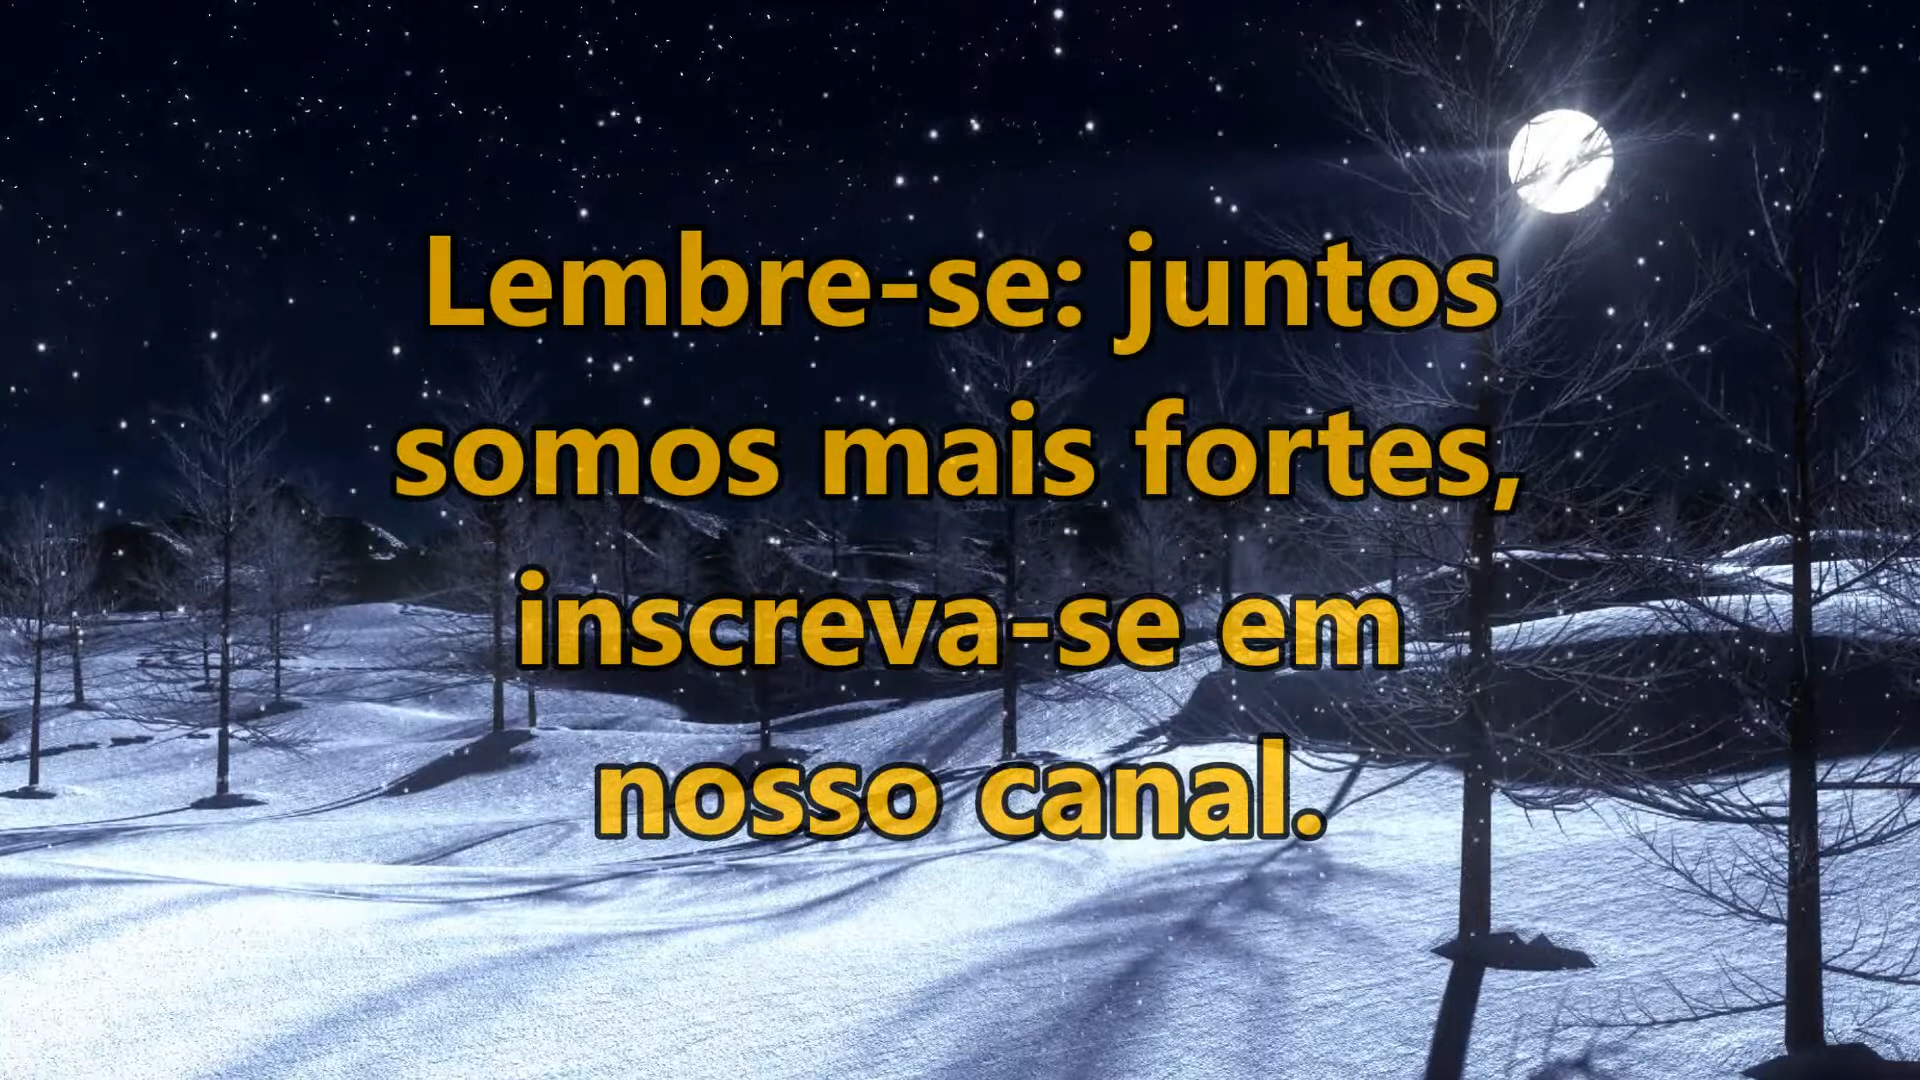 Lembre-se: juntos
somos mais fortes,
inscreva-se em
nosso canal.